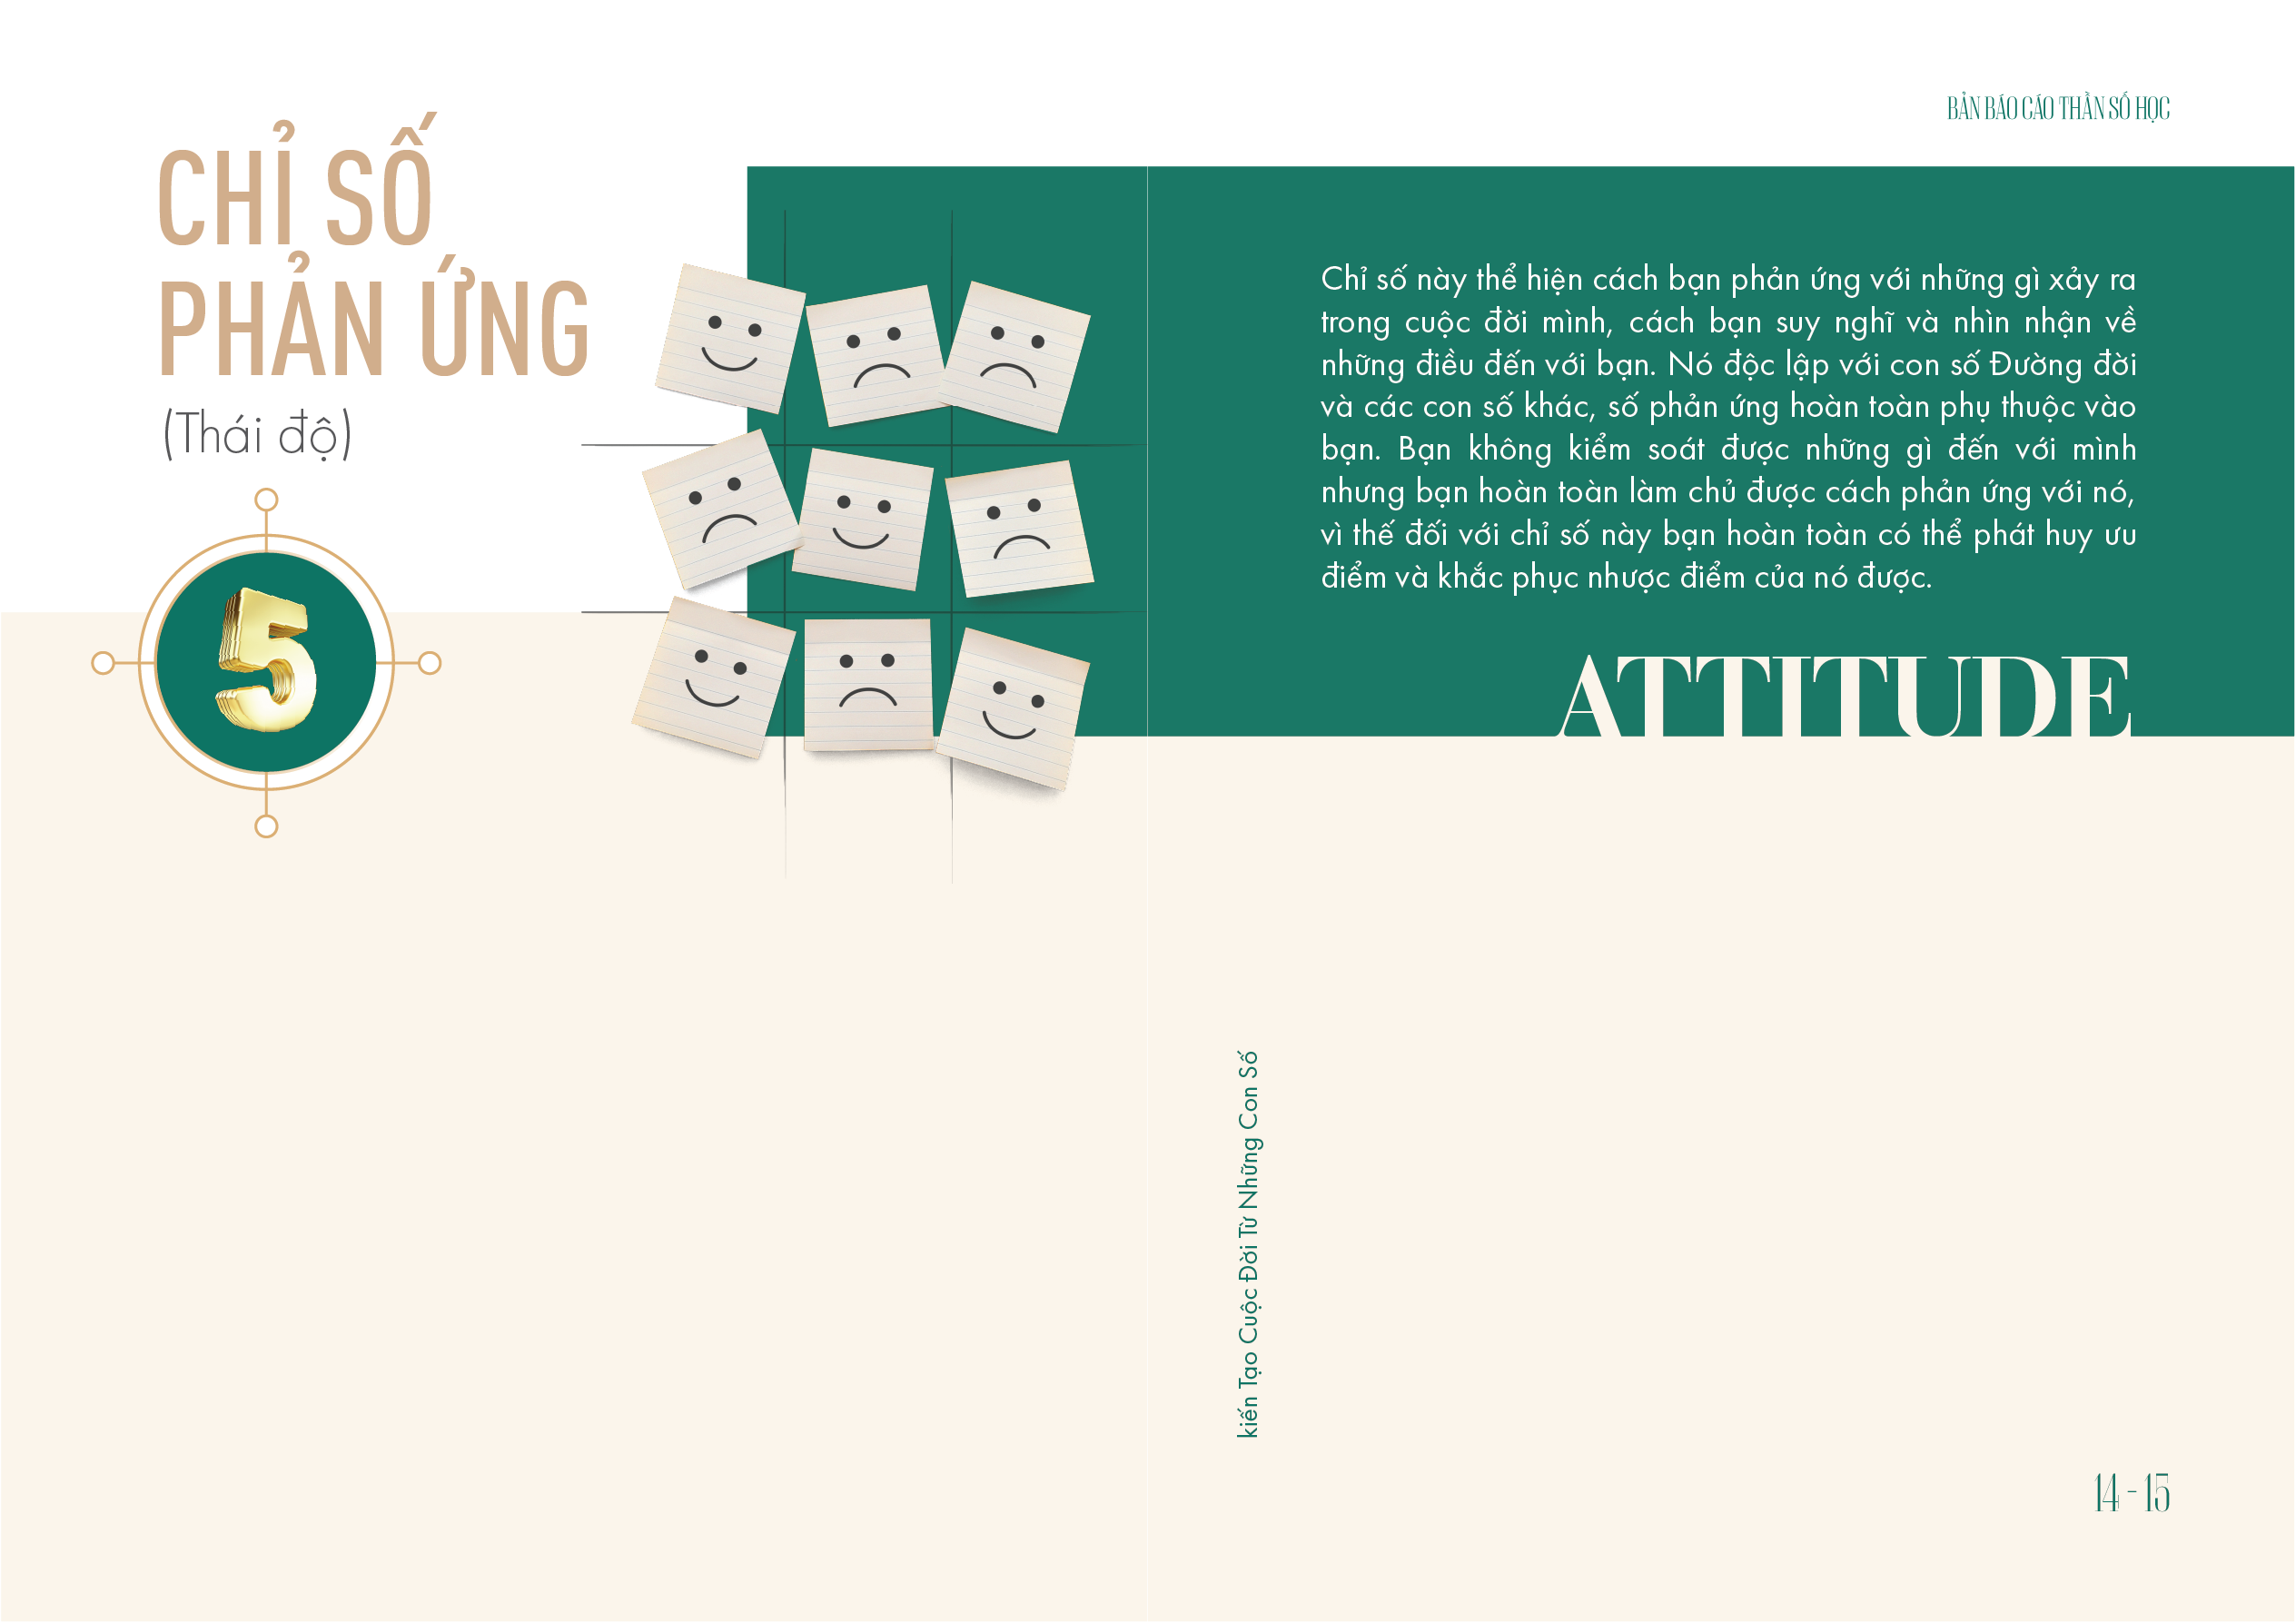 BẢN BÁO CÁO THẦN SỐ HỌC
CHỈ SỐ
PHẢN ỨNG
(Thái độ)
5
Chỉ số này thể hiện cách bạn phản ứng với những gì xảy ra
trong cuộc đời mình, cách bạn suy nghĩ và nhìn nhận về
những điều đến với bạn. Nó độc lập với con số Đường đời
và các con số khác, số phản ứng hoàn toàn phụ thuộc vào
bạn. Bạn không kiểm soát được những gì đến với mình
nhưng bạn hoàn toàn làm chủ được cách phản ứng với nó,
vì thế đối với chỉ số này bạn hoàn toàn có thể phát huy ưu
điểm và khắc phục nhược điểm của nó được.
ATTITUDE
kiến Tạo Cuộc Đời Từ Những Con Số
14 - 15